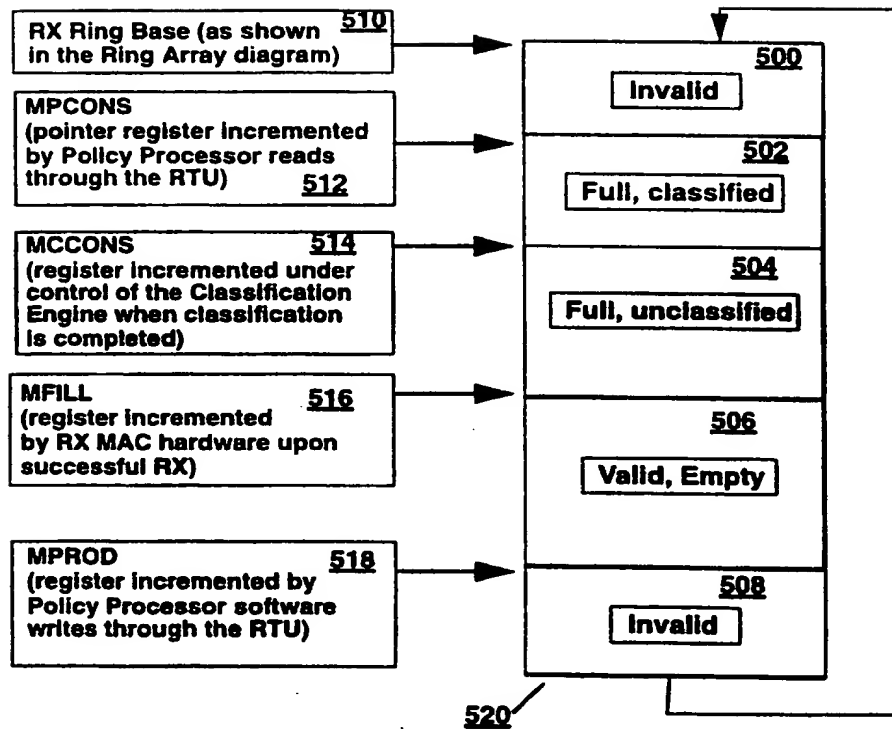 RX Ring Base (as shown 510
in the Ring Array diagram)
500
Invalid
MPCONS
(pointer register incremented
by Policy Processor reads
through the RTU) 512
502
Full, classified
MCCONS 514
(register incremented under
control of the Classification
Engine when classification
is completed)
504
Full, unclassified
MFILL 516
(register incremented
by RX MAC hardware upon
successful RX)
506
Valid, Empty
MPROD 518
(register incremented by
Policy Processor software
writes through the RTU)
508
Invalid
520